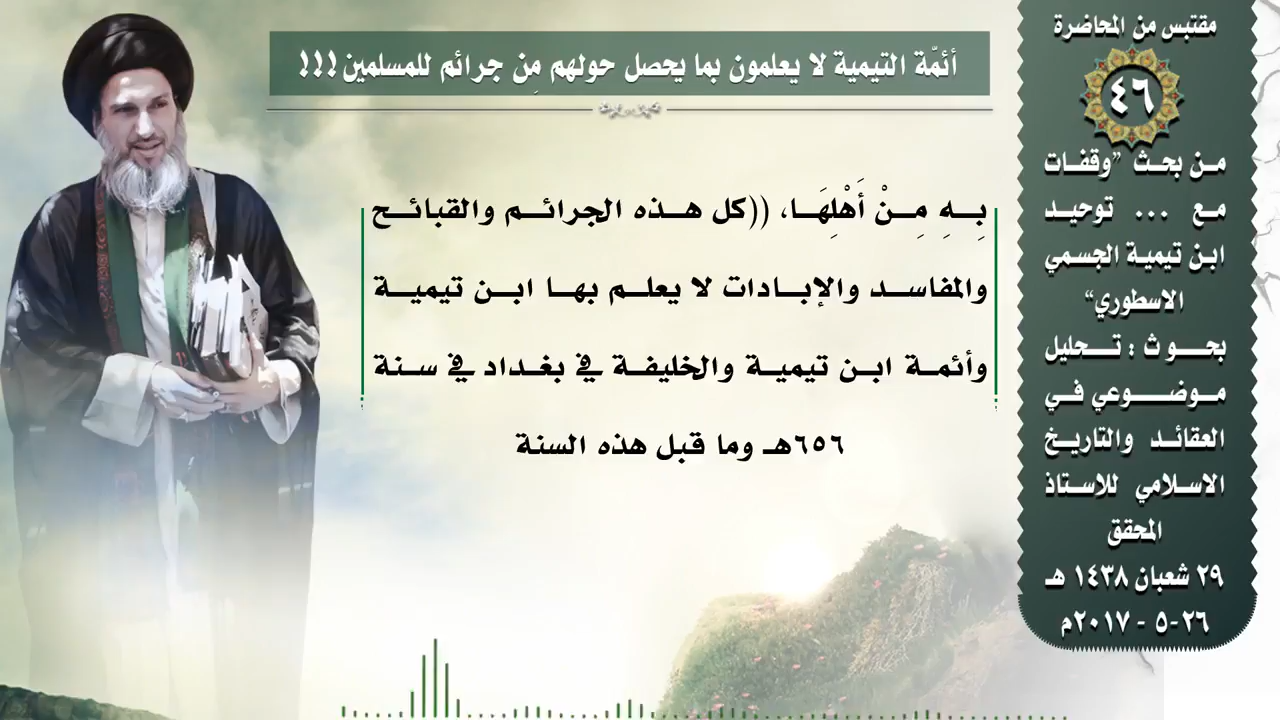 أئمّة التيمية لا يعلمون بما يحصل حولهم مِن جرائم للمسلمين!!!
بِهِ مِنْ أَهْلِهَا، ((كل هذه الجرائم والقبائح
والمفاسد والإبادات لا يعلم بها ابن تيمية
وأئمة ابن تيمية والخليفة في بغداد في سنة
٦٥٦هـ وما قبل هذه السنة
مقتبس من المحاضرة
٤٦
من بحث "وقفات
مع ... توحيد
ابن تيمية الجسمي
الاسطوري"
بحوث : تحليل
موضوعي في
العقائد والتاريخ
الاسلامي للاستاذ
المحقق
٢٩ شعبان ١٤٣٨ هـ
٢٦-٥ - ٢٠١٧م